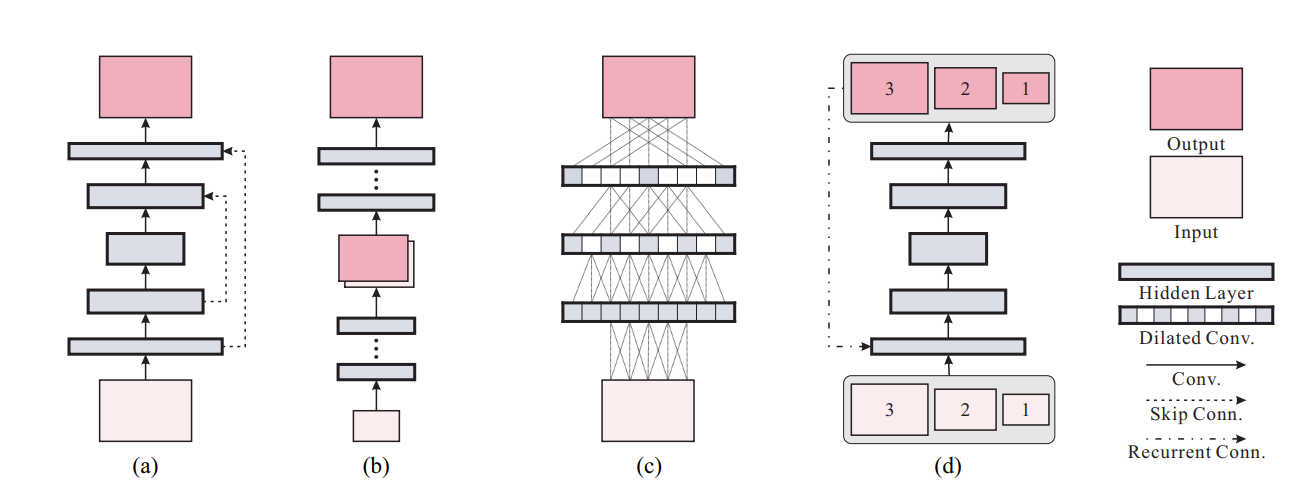 3 2 1
3 2 1
(a) (b) (c) (d)
Output
Input
Hidden Layer
Dilated Conv.
Conv.
Skip Conn.
Recurrent Conn.